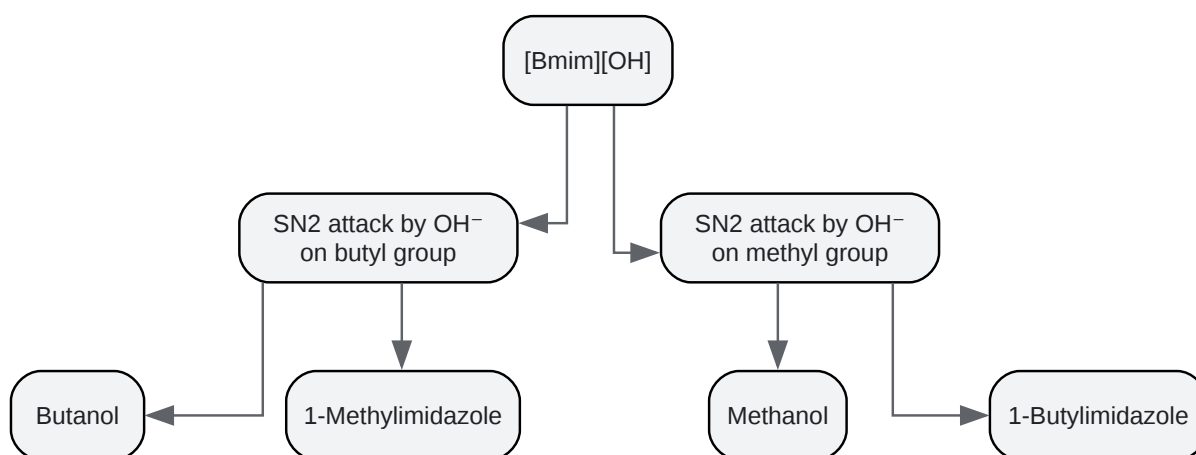 [Bmim][OH]
SN2 attack by OH⁻
on butyl group
SN2 attack by OH⁻
on methyl group
Butanol
1-Methylimidazole
Methanol
1-Butylimidazole